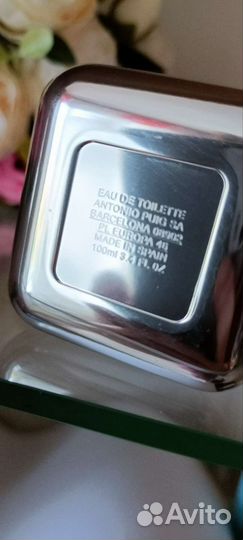 EAU DE TOILETTE
ANTONIO PUIG SA
BARCELONA 08902
PL EUROPA 46
MADE IN SPAIN
100ml 3.4 FL. OZ
Avito